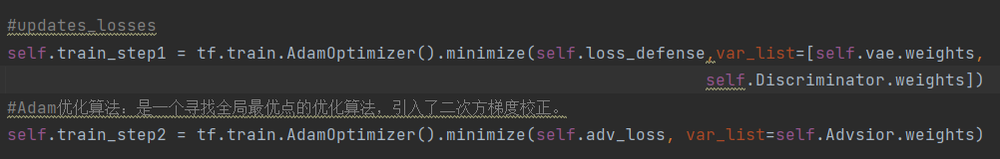 #updates_losses
self.train_step1 = tf.train.AdamOptimizer().minimize(self.loss_defense,var_list=[self.vae.weights,
self.Discriminator.weights])
#Adam优化算法：是一个寻找全局最优点的优化算法，引入了二次方梯度校正。
self.train_step2 = tf.train.AdamOptimizer().minimize(self.adv_loss, var_list=self.Advsior.weights)